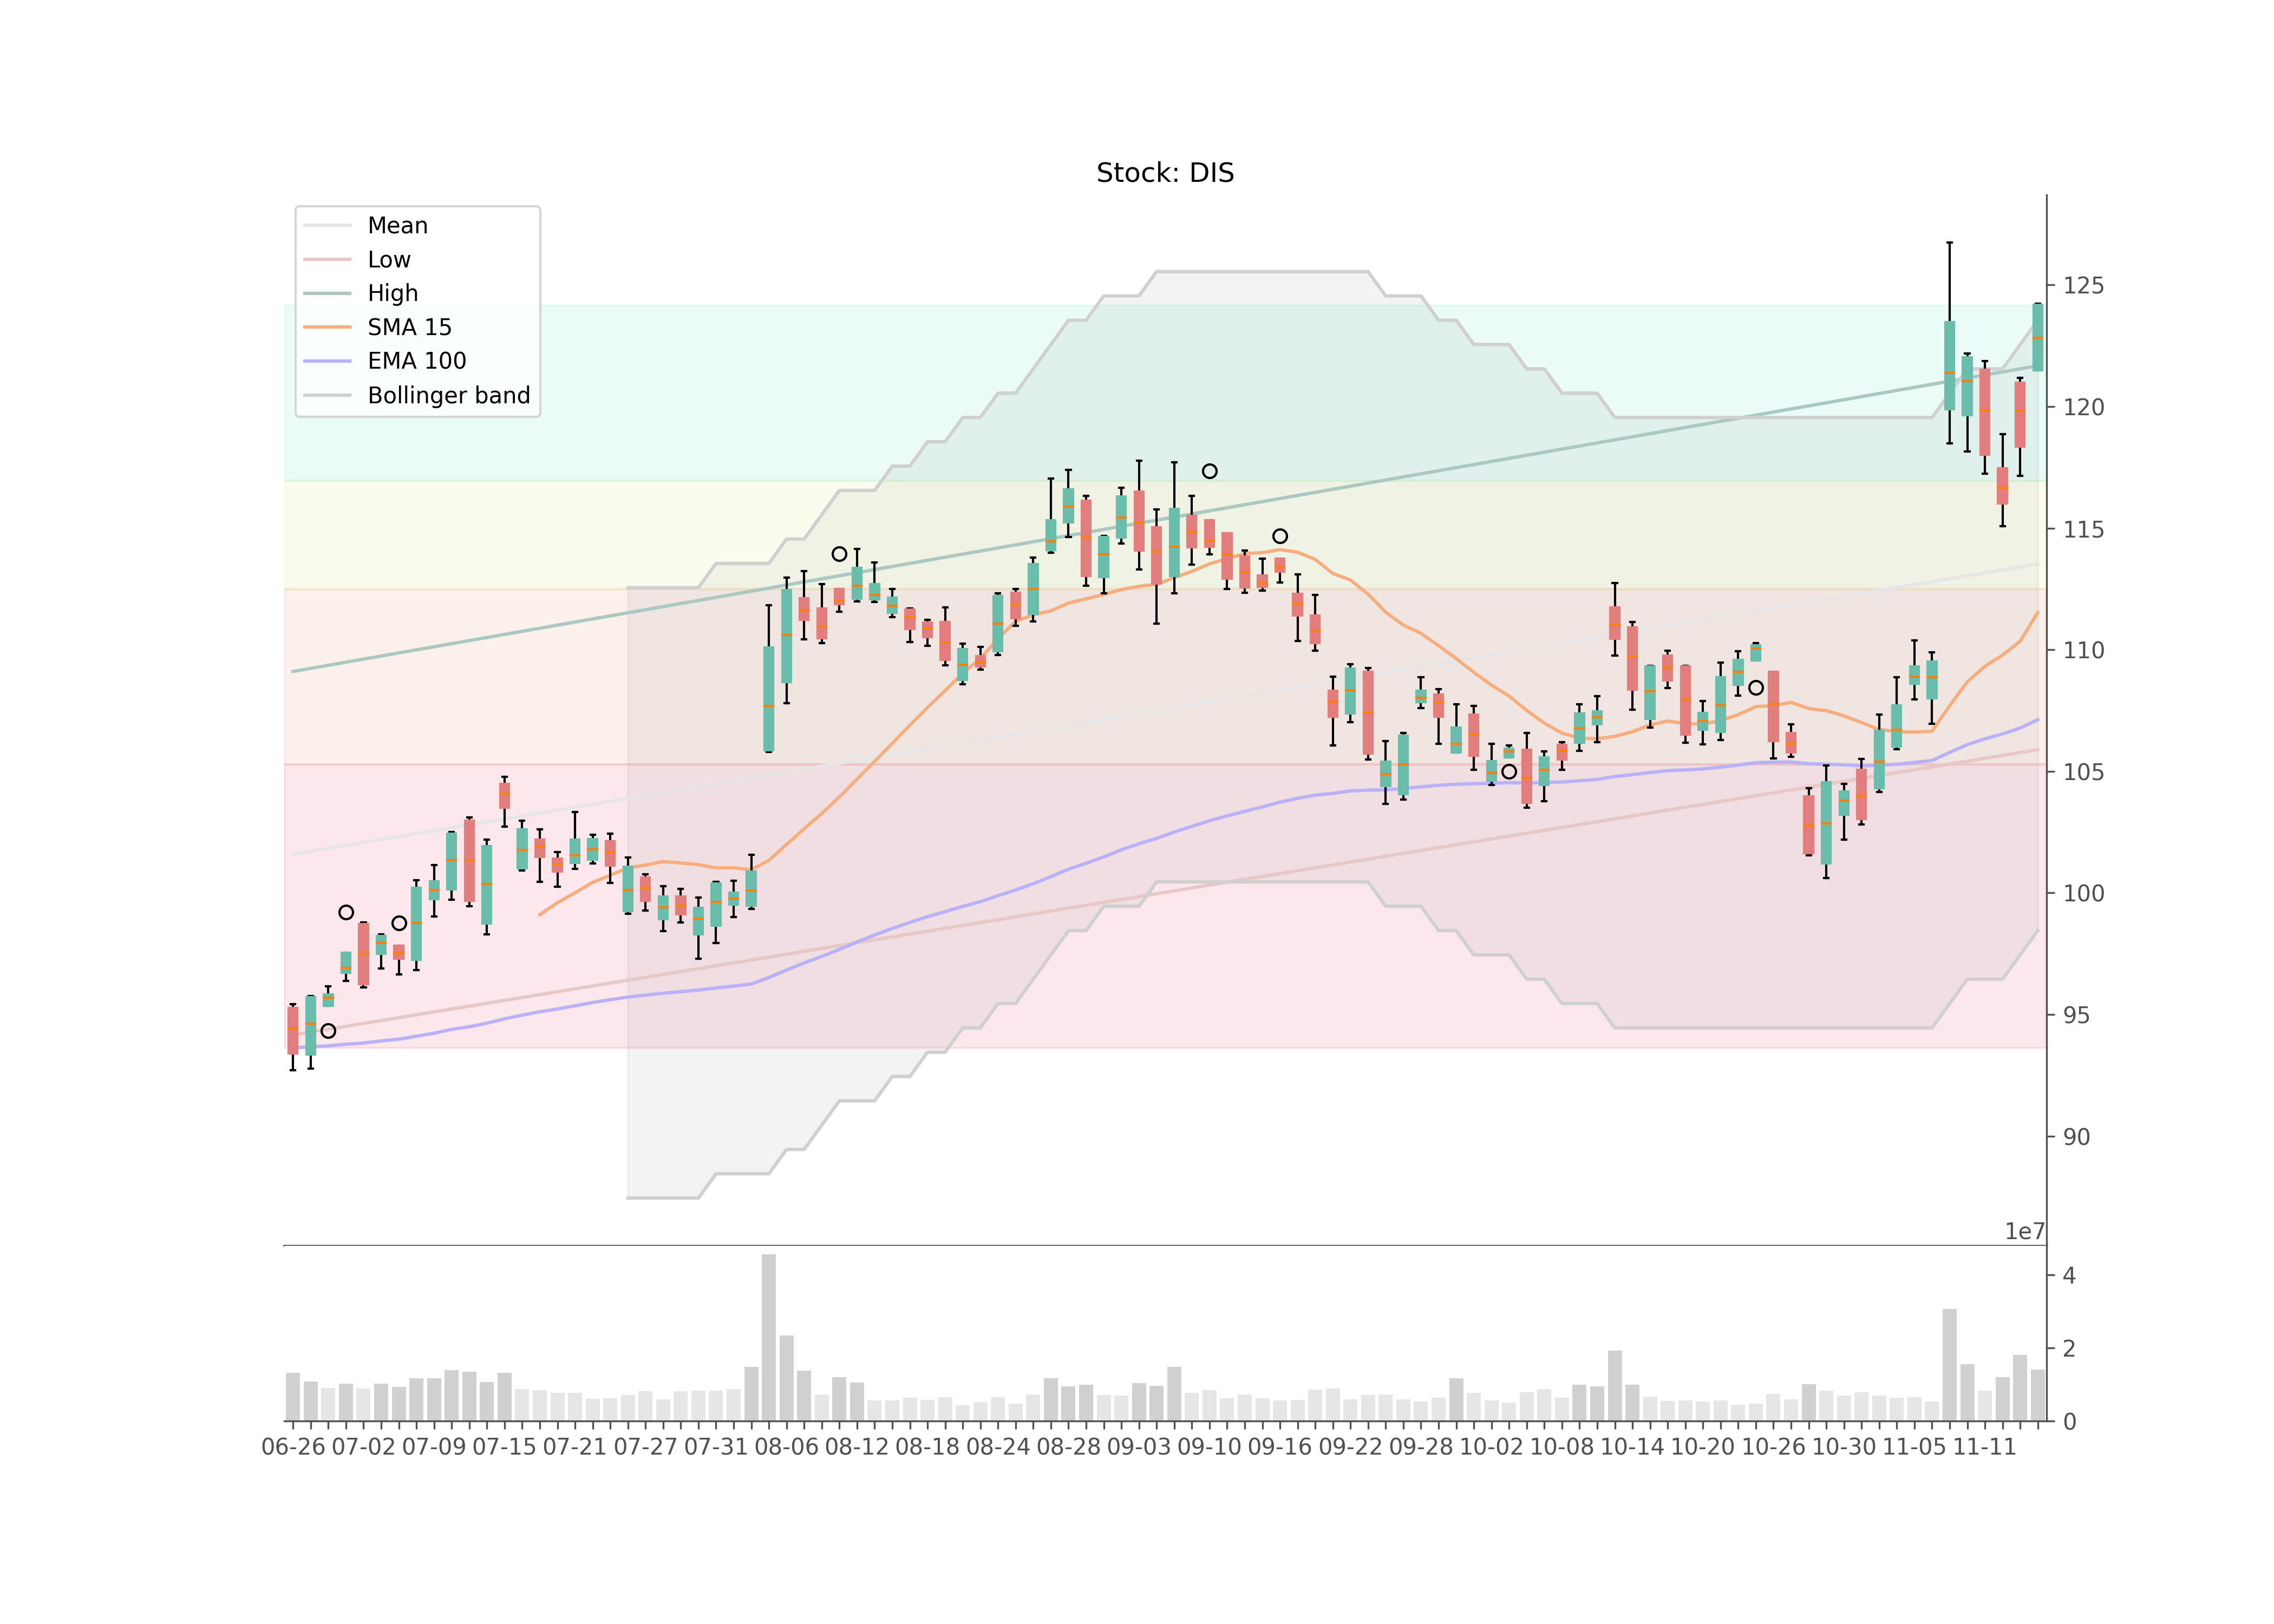 Stock: DIS
Mean
Low
High
SMA 15
EMA 100
Bollinger band
125
120
115
110
105
100
95
90
1e7
4
2
0
06-26 07-02 07-09 07-15 07-21 07-27 07-31 08-06 08-12 08-18 08-24 08-28 09-03 09-10 09-16 09-22 09-28 10-02 10-08 10-14 10-20 10-26 10-30 11-05 11-11